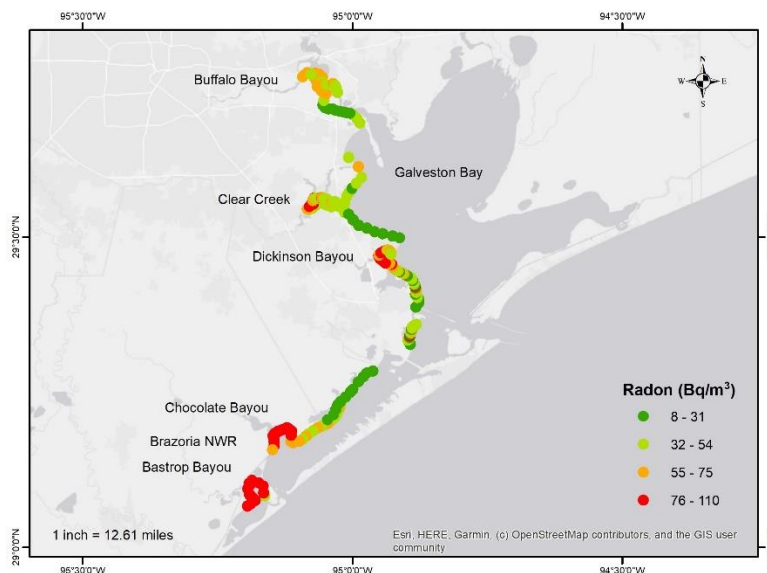 95°30'0"W 95°0'0"W 94°30'0"W
N
W E
S
Buffalo Bayou
Galveston Bay
Clear Creek
29°30'0"N
29°30'0"N
Dickinson Bayou
Radon (Bq/m³)
8 - 31
32 - 54
55 - 75
76 - 110
Chocolate Bayou
Brazoria NWR
Bastrop Bayou
1 inch = 12.61 miles
Esri, HERE, Garmin, (c) OpenStreetMap contributors, and the GIS user
community
29°0'0"N
29°0'0"N
95°30'0"W 95°0'0"W 94°30'0"W